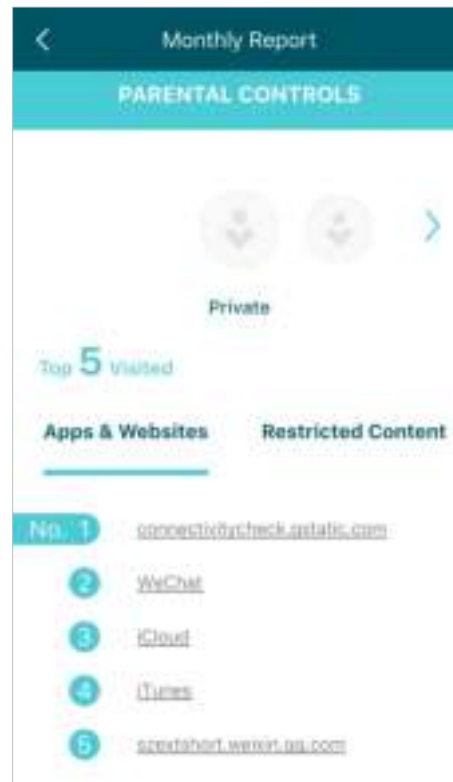 Monthly Report
PARENTAL CONTROLS
Private
Top 5 Visited
Apps & Websites Restricted Content
No. 1 connectivitycheck.gstatic.com
2 WeChat
3 iCloud
4 iTunes
5 szextshort.weixin.qq.com